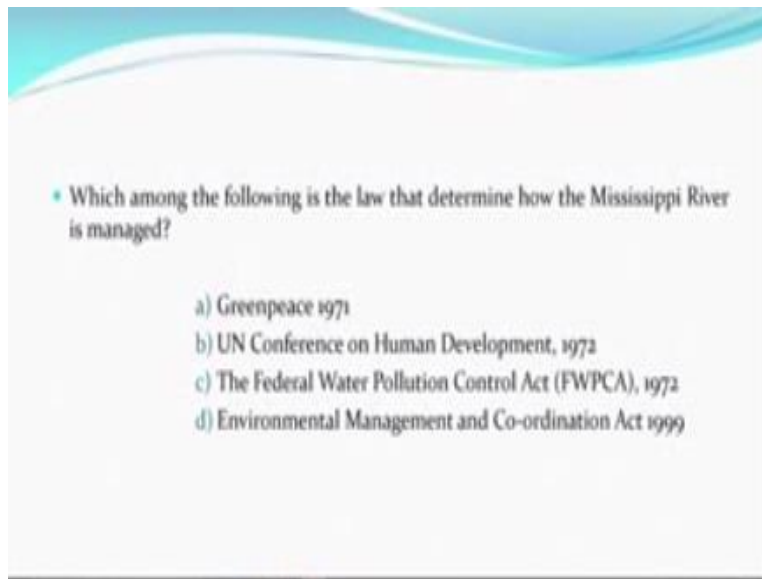 • Which among the following is the law that determine how the Mississippi River
is managed?
a) Greenpeace 1971
b) UN Conference on Human Development, 1972
c) The Federal Water Pollution Control Act (FWPCA), 1972
d) Environmental Management and Co-ordination Act 1999